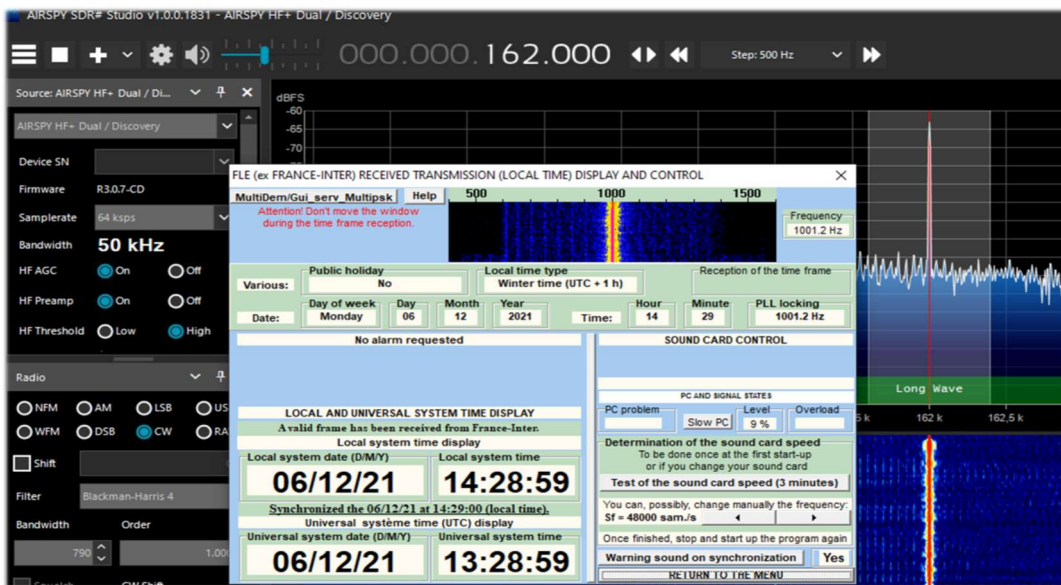 AIRSPY SDR# Studio v1.0.0.1831 - AIRSPY HF+ Dual / Discovery
000.000.162.000
Step: 500 Hz
Source: AIRSPY HF+ Dual / Di...
AIRSPY HF+ Dual / Discovery
Device SN
Firmware R3.0.7-CD
Samplerate 64 ksps
Bandwidth 50 kHz
HF AGC On Off
HF Preamp On Off
HF Threshold Low High
Radio
NFM AM LSB
WFM DSB CW
Shift
Filter Blackman-Harris 4
Bandwidth Order
790
dBFS
-60
-65
-70
Long Wave
5 k 162 k 162,5 k
FLE (ex FRANCE-INTER) RECEIVED TRANSMISSION (LOCAL TIME) DISPLAY AND CONTROL
MultiDem/Gui_serv_Multipsk Help
Attention! Don't move the window
during the time frame reception.
500 1000 1500
Frequency
1001.2 Hz
Various:
Public holiday
No
Local time type
Winter time (UTC + 1 h)
Reception of the time frame
Date:
Day of week Day Month Year
Monday 06 12 2021
Time:
Hour Minute PLL locking
14 29 1001.2 Hz
No alarm requested
LOCAL AND UNIVERSAL SYSTEM TIME DISPLAY
A valid frame has been received from France-Inter.
Local system time display
Local system date (D/M/Y) Local system time
06/12/21 14:28:59
Synchronized the 06/12/21 at 14:29:00 (local time).
Universal système time (UTC) display
Universal system date (D/M/Y) Universal system time
06/12/21 13:28:59
SOUND CARD CONTROL
PC AND SIGNAL STATES
PC problem Slow PC Level Overload
9 %
Determination of the sound card speed
To be done once at the first start-up
or if you change your sound card
Test of the sound card speed (3 minutes)
You can, possibly, change manually the frequency:
Sf = 48000 sam./s
Once finished, stop and start up the program again
Warning sound on synchronization Yes
RETURN TO THE MENU